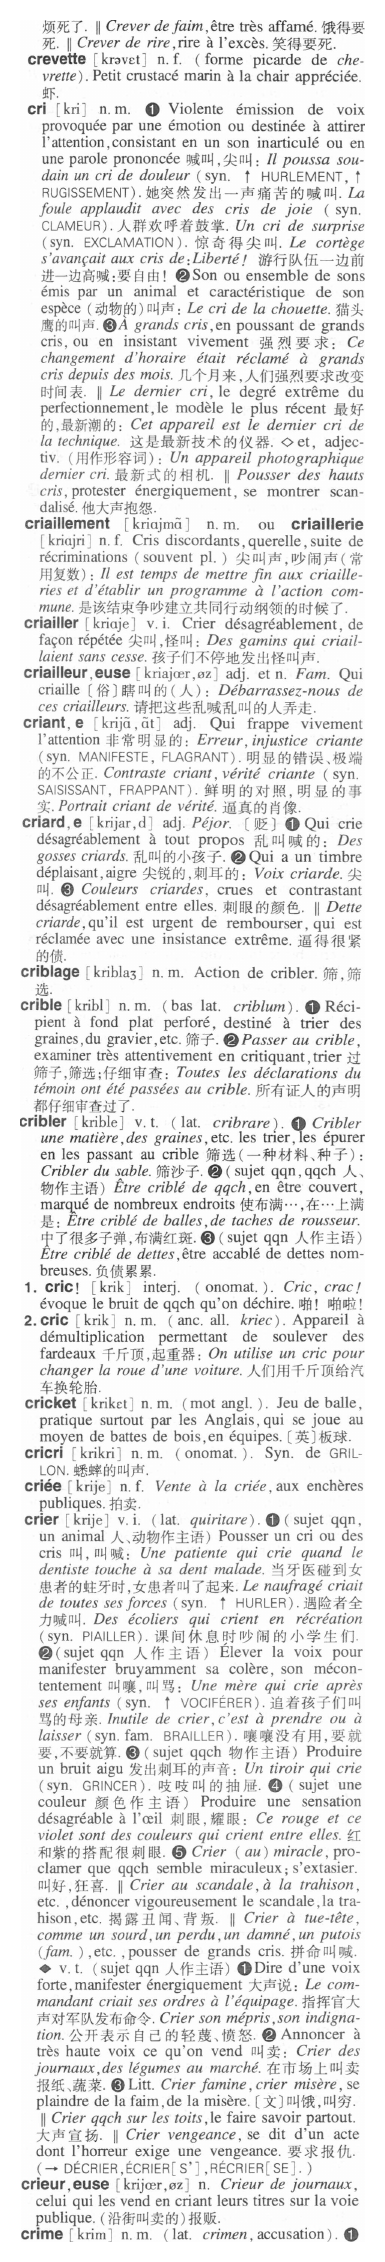 烦死了. ‖ Crever de faim,être très affamé. 饿得要
死. ‖ Crever de rire,rire à l'excès. 笑得要死.
crevette [krəvɛt] n. f. (forme picarde de che-
vrette). Petit crustacé marin à la chair appréciée.
虾.
cri [kri] n. m. ❶ Violente émission de voix
provoquée par une émotion ou destinée à attirer
l'attention,consistant en un son inarticulé ou en
une parole prononcée 喊叫,尖叫: Il poussa sou-
dain un cri de douleur (syn. ↑ HURLEMENT, ↑
RUGISSEMENT). 她突然发出一声痛苦的喊叫. La
foule applaudit avec des cris de joie (syn.
CLAMEUR). 人群欢呼着鼓掌. Un cri de surprise
(syn. EXCLAMATION). 惊奇得尖叫. Le cortège
s'avançait aux cris de:Liberté! 游行队伍一边前
进一边高喊:要自由! ❷Son ou ensemble de sons
émis par un animal et caractéristique de son
espèce (动物的)叫声: Le cri de la chouette. 猫头
鹰的叫声. ❸À grands cris,en poussant de grands
cris, ou en insistant vivement 强烈要求: Ce
changement d'horaire était réclamé à grands
cris depuis des mois. 几个月来,人们强烈要求改变
时间表. ‖ Le dernier cri, le degré extrême du
perfectionnement,le modèle le plus récent 最好
的,最新潮的: Cet appareil est le dernier cri de
la technique. 这是最新技术的仪器. ◇et, adjec-
tiv. (用作形容词): Un appareil photographique
dernier cri. 最新式的相机. ‖ Pousser des hauts
cris, protester énergiquement, se montrer scan-
dalisé. 他大声抱怨.
criaillement [kriajmɑ̃] n. m. ou criaillerie
[kriajri] n. f. Cris discordants,querelle,suite de
récriminations (souvent pl.) 尖叫声,吵闹声(常
用复数): Il est temps de mettre fin aux criaille-
ries et d'établir un programme à l'action com-
mune. 是该结束争吵建立共同行动纲领的时候了.
criailler [kriaje] v. i. Crier désagréablement, de
façon répétée 尖叫,怪叫: Des gamins qui criail-
laient sans cesse. 孩子们不停地发出怪叫声.
criailleur,euse [kriajœr,øz] adj. et n. Fam. Qui
criaille [俗]瞎叫的(人): Débarrassez-nous de
ces criailleurs. 请把这些乱喊乱叫的人弄走.
criant, e [krijɑ̃, ɑ̃t] adj. Qui frappe vivement
l'attention 非常明显的: Erreur,injustice criante
(syn. MANIFESTE, FLAGRANT). 明显的错误、极端
的不公正. Contraste criant,vérité criante (syn.
SAISISSANT, FRAPPANT). 鲜明的对照,明显的事
实. Portrait criant de vérité. 逼真的肖像.
criard,e [krijar,d] adj. Péjor. [贬] ❶ Qui crie
désagréablement à tout propos 乱叫喊的: Des
gosses criards. 乱叫的小孩子. ❷ Qui a un timbre
déplaisant,aigre 尖锐的,刺耳的: Voix criarde. 尖
叫. ❸ Couleurs criardes, crues et contrastant
désagréablement entre elles. 刺眼的颜色. ‖ Dette
criarde,qu'il est urgent de rembourser, qui est
réclamée avec une insistance extrême. 逼得很紧
的债.
criblage [kriblaʒ] n. m. Action de cribler. 筛,筛
选.
crible [kribl] n. m. (bas lat. criblum). ❶ Réci-
pient à fond plat perforé, destiné à trier des
graines,du gravier,etc. 筛子. ❷Passer au crible,
examiner très attentivement en critiquant,trier 过
筛子,筛选;仔细审查: Toutes les déclarations du
témoin ont été passées au crible. 所有证人的声明
都仔细审查过了.
cribler [krible] v. t. (lat. cribrare). ❶ Cribler
une matière,des graines,etc. les trier,les épurer
en les passant au crible 筛选(一种材料、种子):
Cribler du sable. 筛沙子. ❷(sujet qqn,qqch 人、
物作主语) Être criblé de qqch,en être couvert,
marqué de nombreux endroits 使布满…,在…上满
是: Être criblé de balles,de taches de rousseur.
中了很多子弹,布满红斑. ❸(sujet qqn 人作主语)
Être criblé de dettes,être accablé de dettes nom-
breuses. 负债累累.
1. cric! [krik] interj. (onomat.). Cric, crac!
évoque le bruit de qqch qu'on déchire. 啪! 啪啦!
2. cric [krik] n. m. (anc. all. kriec). Appareil à
démultiplication permettant de soulever des
fardeaux 千斤顶,起重器: On utilise un cric pour
changer la roue d'une voiture. 人们用千斤顶给汽
车换轮胎.
cricket [krikɛt] n. m. (mot angl.). Jeu de balle,
pratique surtout par les Anglais,qui se joue au
moyen de battes de bois,en équipes. [英]板球.
cricri [krikri] n. m. (onomat.). Syn. de GRIL-
LON. 蟋蟀的叫声.
criée [krije] n. f. Vente à la criée,aux enchères
publiques. 拍卖.
crier [krije] v. i. (lat. quiritare). ❶(sujet qqn,
un animal 人、动物作主语) Pousser un cri ou des
cris 叫,叫喊: Une patiente qui crie quand le
dentiste touche à sa dent malade. 当牙医碰到女
患者的蛀牙时,女患者叫了起来. Le naufragé criait
de toutes ses forces (syn. ↑ HURLER). 遇险者全
力喊叫. Des écoliers qui crient en récréation
(syn. PIAILLER). 课间休息时吵闹的小学生们.
❷(sujet qqn 人作主语) Élever la voix pour
manifester bruyamment sa colère, son mécon-
tentement 叫嚷,叫骂: Une mère qui crie après
ses enfants (syn. ↑ VOCIFÉRER). 追着孩子们叫
骂的母亲. Inutile de crier,c'est à prendre ou à
laisser (syn. fam. BRAILLER). 嚷嚷没有用,要就
要,不要就算. ❸ (sujet qqch 物作主语) Produire
un bruit aigu 发出刺耳的声音: Un tiroir qui crie
(syn. GRINCER). 吱吱叫的抽屉. ❹ (sujet une
couleur 颜色作主语) Produire une sensation
désagréable à l'œil 刺眼,耀眼: Ce rouge et ce
violet sont des couleurs qui crient entre elles. 红
和紫的搭配很刺眼. ❺ Crier (au) miracle, pro-
clamer que qqch semble miraculeux;s'extasier.
叫好,狂喜. ‖ Crier au scandale,à la trahison,
etc. ,dénoncer vigoureusement le scandale,la tra-
hison,etc. 揭露丑闻、背叛. ‖ Crier à tue-tête,
comme un sourd,un perdu,un damné,un putois
(fam.),etc. ,pousser de grands cris. 拼命叫喊.
◆ v. t. (sujet qqn 人作主语) ❶Dire d'une voix
forte,manifester énergiquement 大声说: Le com-
mandant criait ses ordres à l'équipage. 指挥官大
声对军队发布命令. Crier son mépris,son indigna-
tion. 公开表示自己的轻蔑、愤怒. ❷ Annoncer à
très haute voix ce qu'on vend 叫卖: Crier des
journaux,des légumes au marché. 在市场上叫卖
报纸、蔬菜. ❸ Litt. Crier famine,crier misère, se
plaindre de la faim,de la misère. [文]叫饿,叫穷.
‖ Crier qqch sur les toits,le faire savoir partout.
大声宣扬. ‖ Crier vengeance, se dit d'un acte
dont l'horreur exige une vengeance. 要求报仇.
(→ DÉCRIER,ÉCRIER[S'],RÉCRIER[SE].)
crieur,euse [krijœr,øz] n. Crieur de journaux,
celui qui les vend en criant leurs titres sur la voie
publique. (沿街叫卖的)报贩.
crime [krim] n. m. (lat. crimen, accusation). ❶